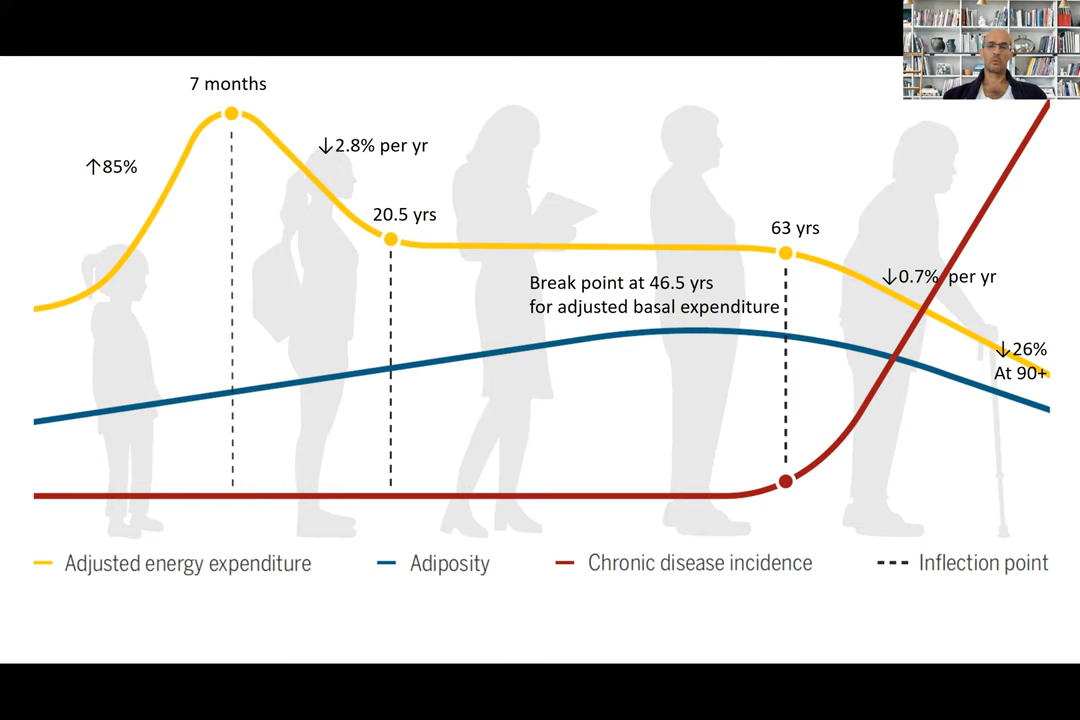 7 months
↓2.8% per yr
↑85%
20.5 yrs
63 yrs
Break point at 46.5 yrs
for adjusted basal expenditure
↓0.7% per yr
↓26%
At 90+
Adjusted energy expenditure
Adiposity
Chronic disease incidence
Inflection point